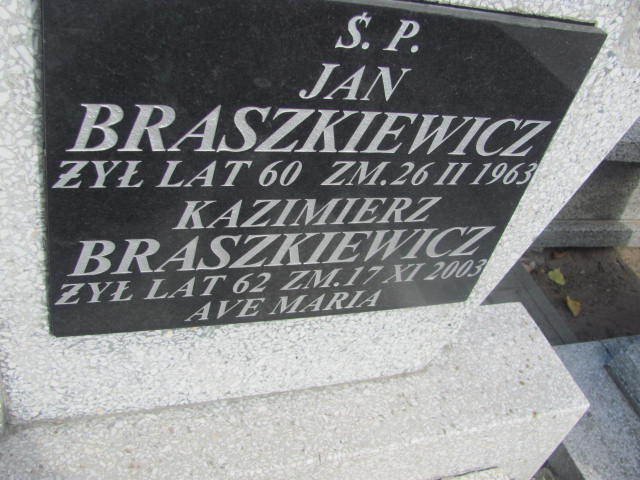 Ś. P.
JAN
BRASZKIEWICZ
ŻYŁ LAT 60 ZM. 26 II 1963
KAZIMIERZ
BRASZKIEWICZ
ŻYŁ LAT 62 ZM. 17 XI 2003
AVE MARIA